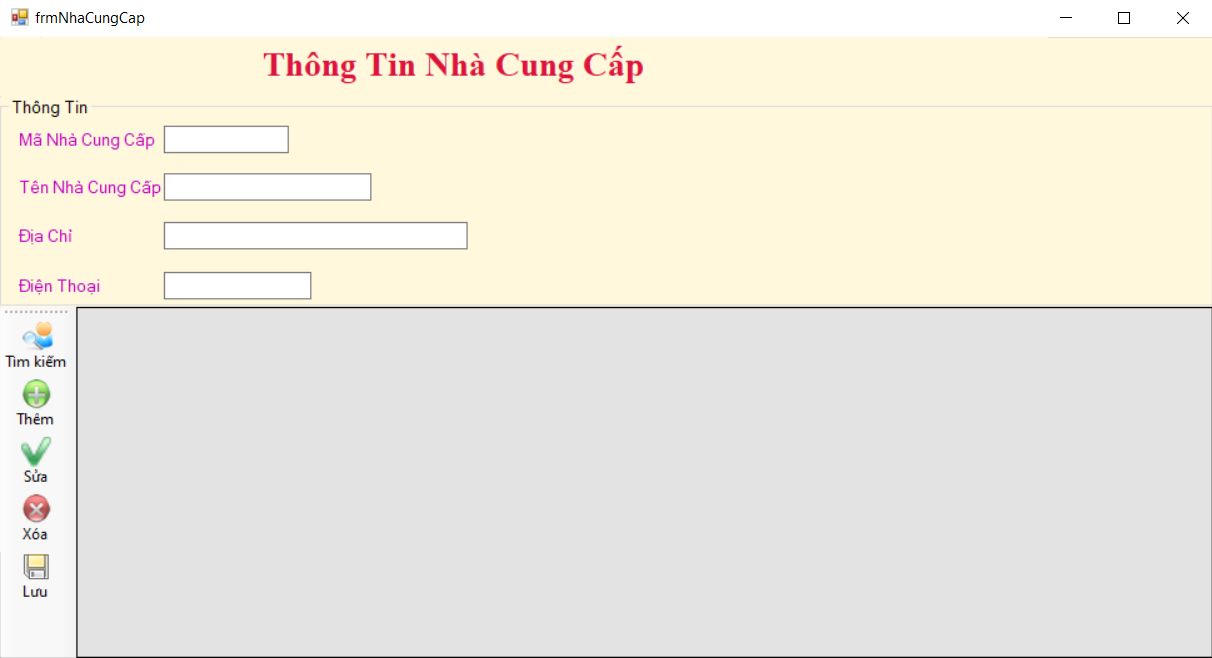 frmNhaCungCap
Thông Tin Nhà Cung Cấp
Thông Tin
Mã Nhà Cung Cấp
Tên Nhà Cung Cấp
Địa Chỉ
Điện Thoại
Tìm kiếm
Thêm
Sửa
Xóa
Lưu